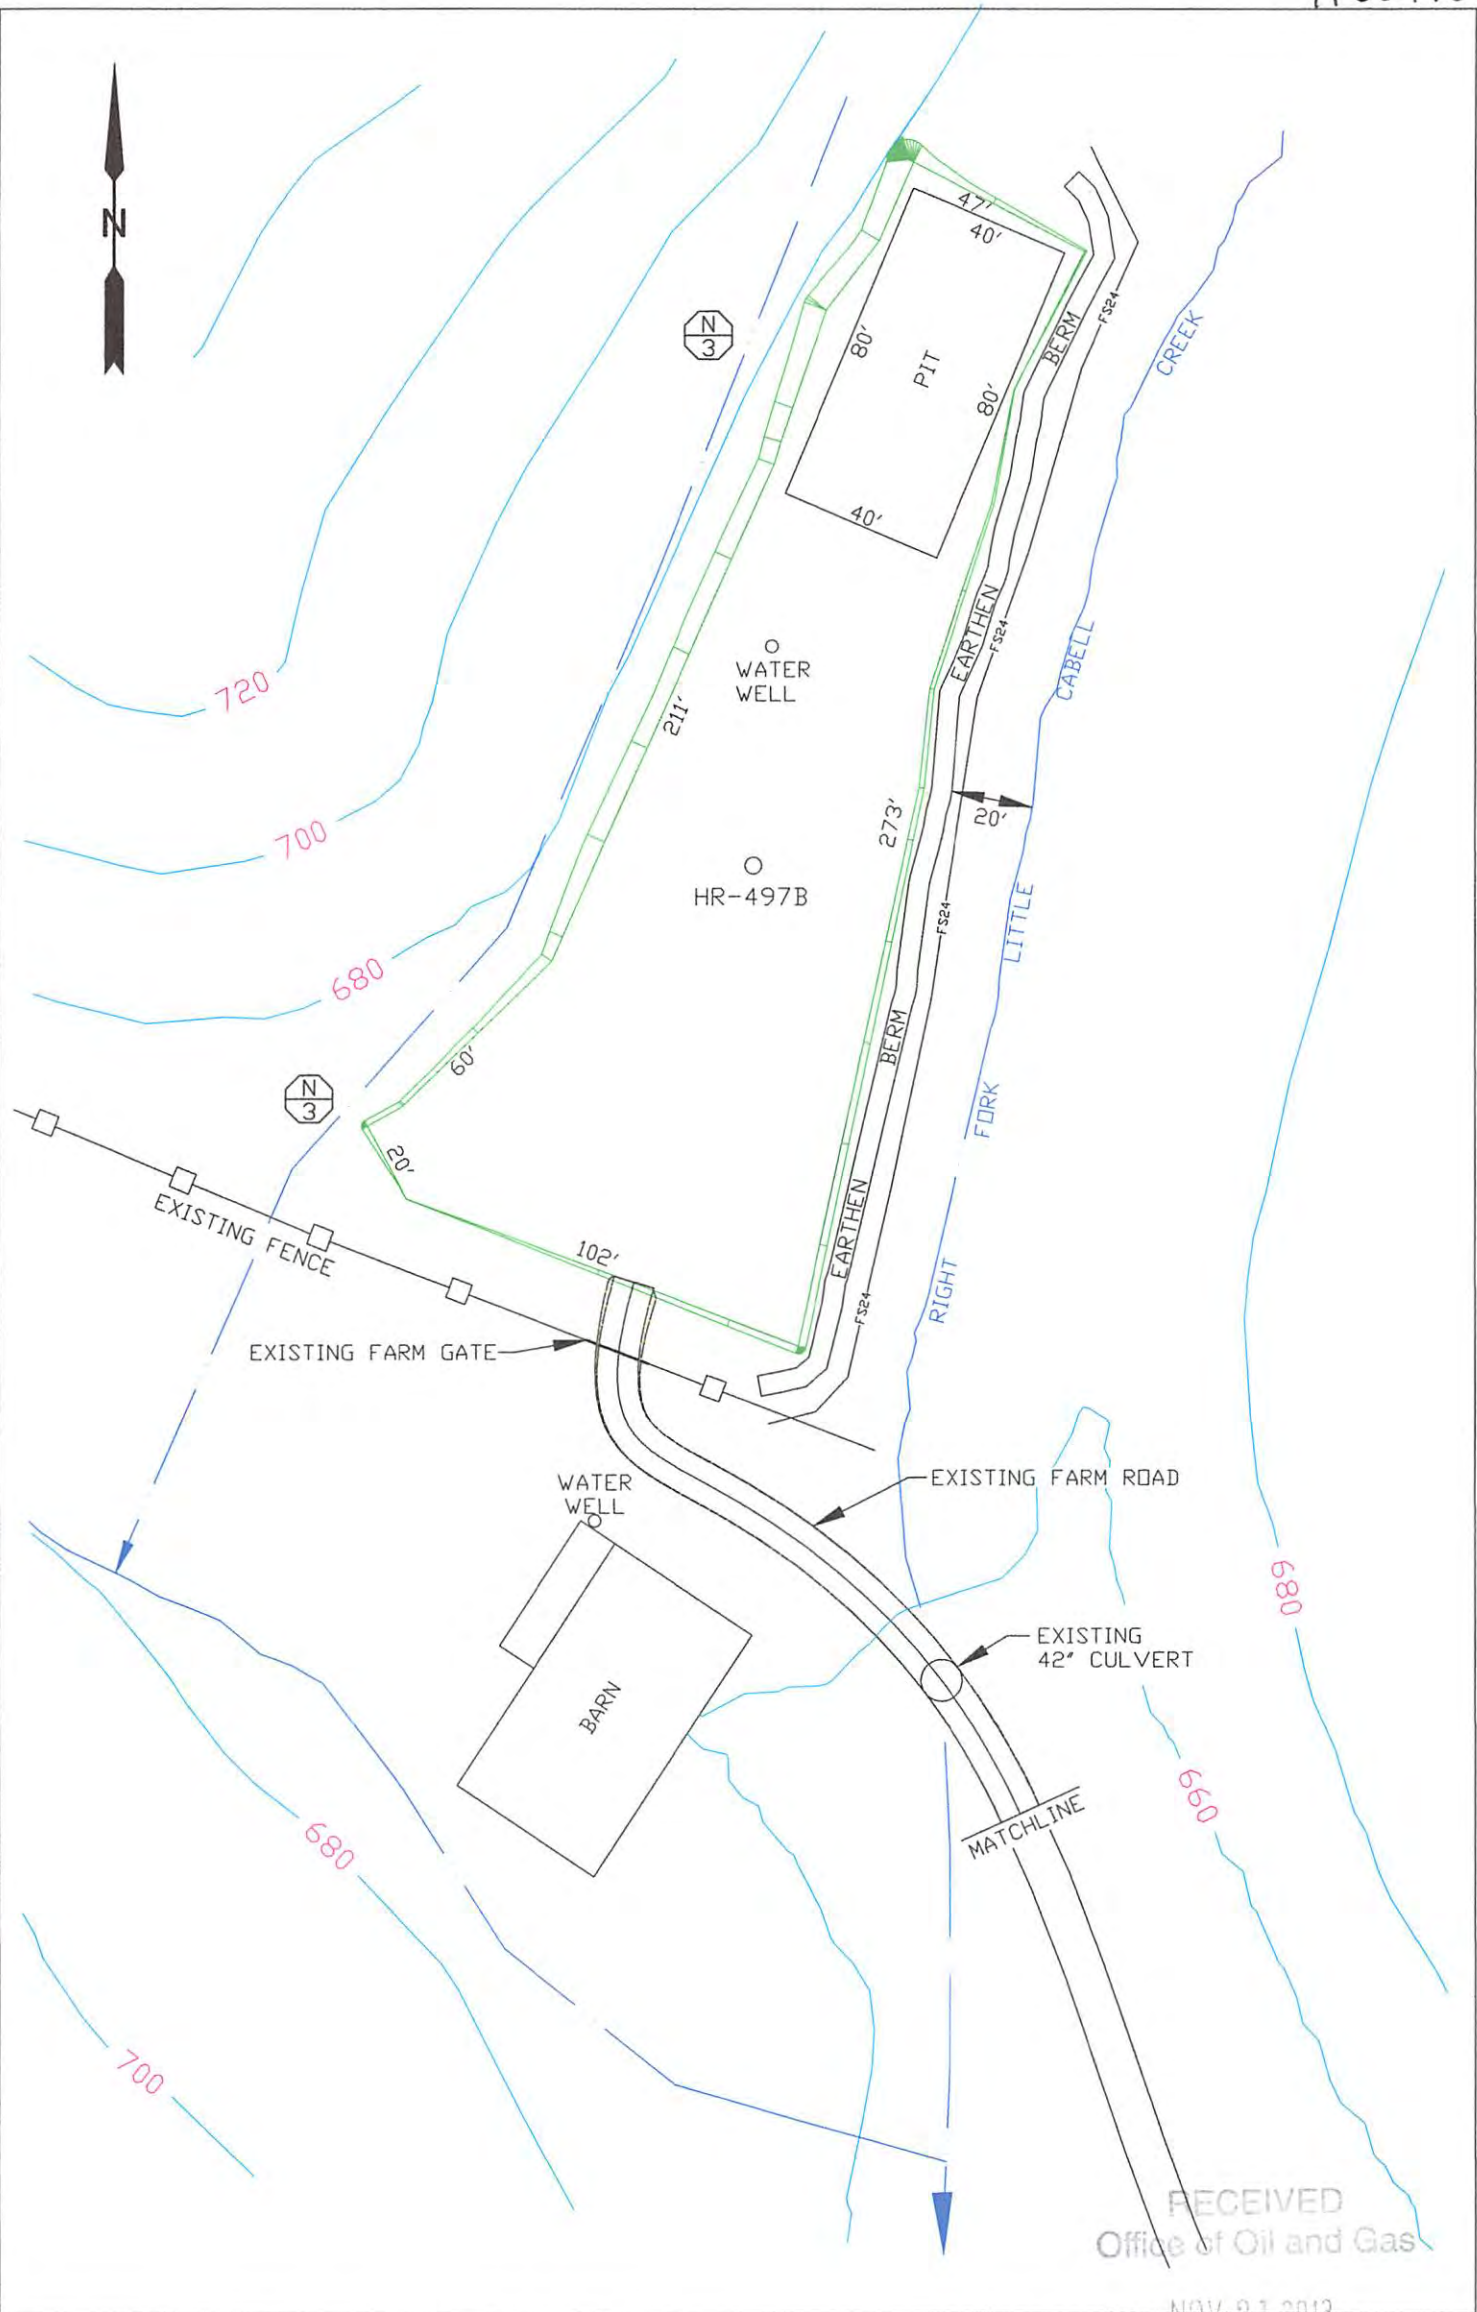 N
47'
40'
N
3
80'
PIT
80'
BERM
FS24
CREEK
40'
EARTHEN
FS24
CABELL
WATER
WELL
720
211'
20'
273'
700
HR-497B
FS24
LITTLE
680
BERM
60'
FORK
N
3
20'
EXISTING FENCE
EARTHEN
102'
RIGHT
FS24
EXISTING FARM GATE
EXISTING FARM ROAD
WATER
WELL
680
EXISTING
42" CULVERT
BARN
660
MATCHLINE
680
700
RECEIVED
Office of Oil and Gas
NOV 21 2013